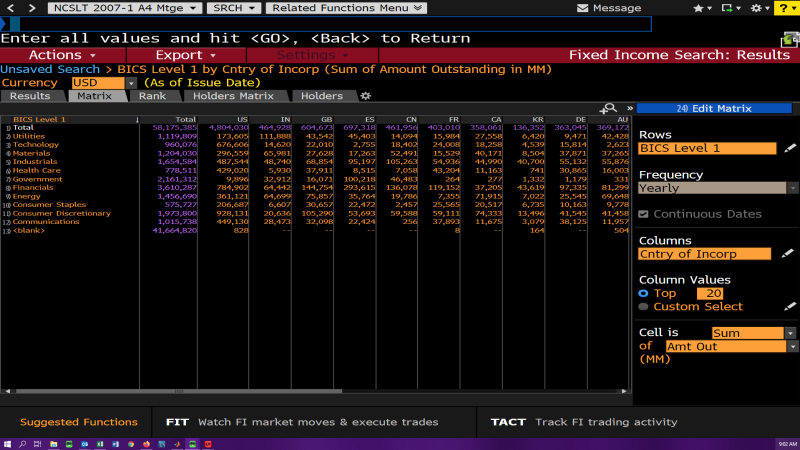 NCSLT 2007-1 A4 Mtge SRCH Related Functions Menu Message ?
Enter all values and hit <GO>, <Back> to Return
Actions Export Settings Fixed Income Search: Results
Unsaved Search > BICS Level 1 by Cntry of Incorp (Sum of Amount Outstanding in MM)
Currency USD (As of Issue Date)
Results Matrix Rank Holders Matrix Holders
» 24) Edit Matrix
BICS Level 1 Total US IN GB ES CN FR CA KR DE AU
1) Total 58,175,385 4,804,030 464,928 604,673 697,318 461,956 403,010 358,061 136,352 363,045 369,172
2) Utilities 1,119,809 173,605 111,888 43,542 45,403 14,094 15,984 27,558 6,420 9,471 42,428
3) Technology 960,076 676,606 14,620 22,010 2,755 18,402 24,008 18,258 4,539 15,814 2,623
4) Materials 1,204,030 296,559 65,981 27,628 17,263 52,491 15,529 40,171 8,504 37,871 37,265
5) Industrials 1,654,584 487,544 48,740 68,854 95,197 105,263 54,936 44,990 40,700 55,132 55,876
6) Health Care 778,511 429,020 5,930 37,911 8,515 7,058 43,204 11,163 741 30,865 16,003
7) Government 2,161,312 9,896 32,912 16,071 100,218 46,483 264 277 1,332 1,179 331
8) Financials 3,610,287 784,902 64,442 144,754 293,615 136,078 119,152 37,205 43,619 97,335 81,299
9) Energy 1,456,690 361,121 64,699 75,857 35,764 19,786 7,355 71,915 7,022 25,545 69,648
10) Consumer Staples 575,727 206,687 6,607 30,657 22,472 2,457 25,565 20,517 6,735 10,163 9,778
11) Consumer Discretionary 1,973,800 928,131 20,636 105,290 53,693 59,588 59,111 74,333 13,496 41,545 41,458
12) Communications 1,015,738 449,130 28,473 32,098 22,424 256 37,893 11,675 3,079 38,125 11,957
13) <blank> 41,664,820 828 -- -- -- -- 8 -- 164 -- 504
Rows
BICS Level 1
Frequency
Yearly
Continuous Dates
Columns
Cntry of Incorp
Column Values
Top 20
Custom Select
Cell is Sum
of Amt Out
(MM)
Suggested Functions FIT Watch FI market moves & execute trades TACT Track FI trading activity
9:02 AM